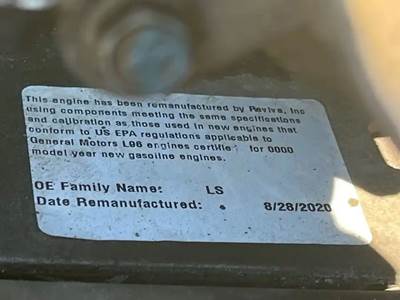 This engine has been remanufactured by Reviva, Inc
using components meeting the same specifications
and calibration as those used in new engines that
conform to US EPA regulations applicable to
General Motors L96 engines certifie for 0000
model year new gasoline engines.
OE Family Name: LS
Date Remanufactured: 8/28/2020